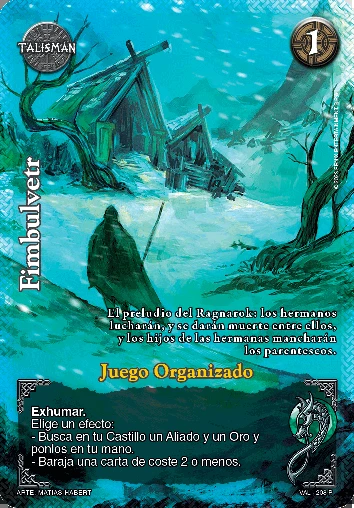 TALISMAN
1
Fimbulvetr
El preludio del Ragnarok: los hermanos
lucharán, y se darán muerte entre ellos,
y los hijos de las hermanas mancharán
los parentescos.
Juego Organizado
Exhumar.
Elige un efecto:
- Busca en tu Castillo un Aliado y un Oro y
ponlos en tu mano.
- Baraja una carta de coste 2 o menos.
ARTE: MATIAS HABERT